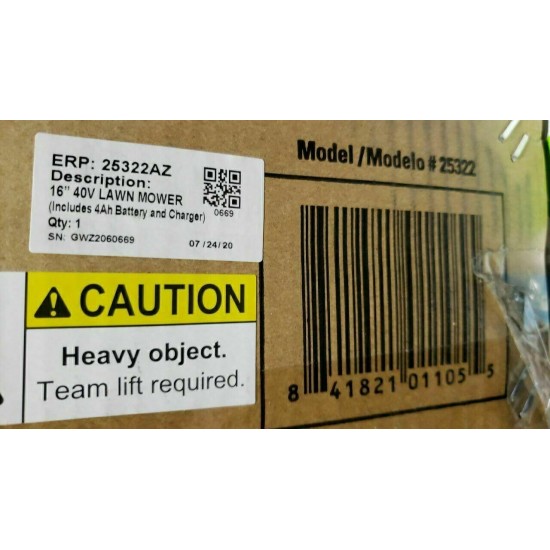 ERP: 25322AZ
Description:
16" 40V LAWN MOWER
(Includes 4Ah Battery and Charger)
Qty: 1
SN: GWZ2060669
0669
07/24/20
CAUTION
Heavy object.
Team lift required.
Model/Modelo # 25322
8 41821 01105 5